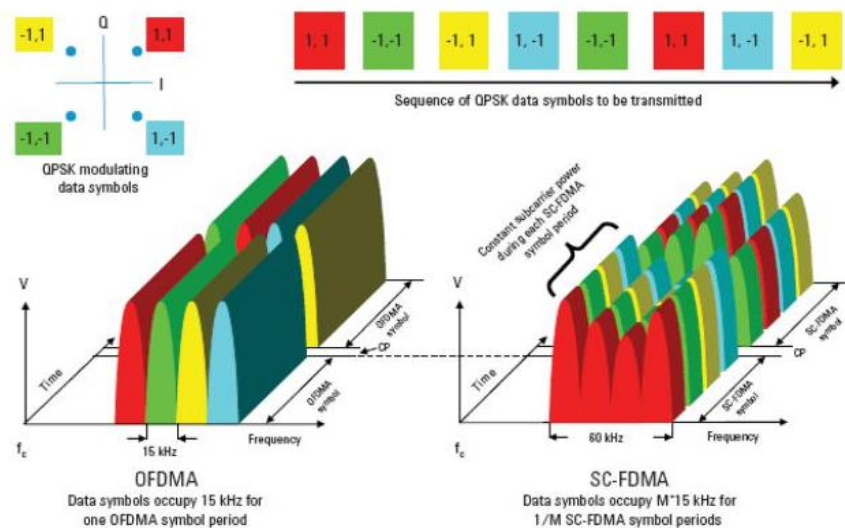 -1,1
Q
1,1
I
-1,-1
1,-1
QPSK modulating
data symbols
1, 1
-1,-1
-1, 1
1, -1
-1,-1
1, 1
1, -1
-1, 1
Sequence of QPSK data symbols to be transmitted
V
Time
OFDMA
symbol
CP
OFDMA
symbol
15 kHz
Frequency
fc
OFDMA
Data symbols occupy 15 kHz for
one OFDMA symbol period
Constant subcarrier power
during each SC-FDMA
symbol period
V
Time
SC-FDMA
symbol
CP
SC-FDMA
symbol
60 kHz
Frequency
fc
SC-FDMA
Data symbols occupy M*15 kHz for
1/M SC-FDMA symbol periods